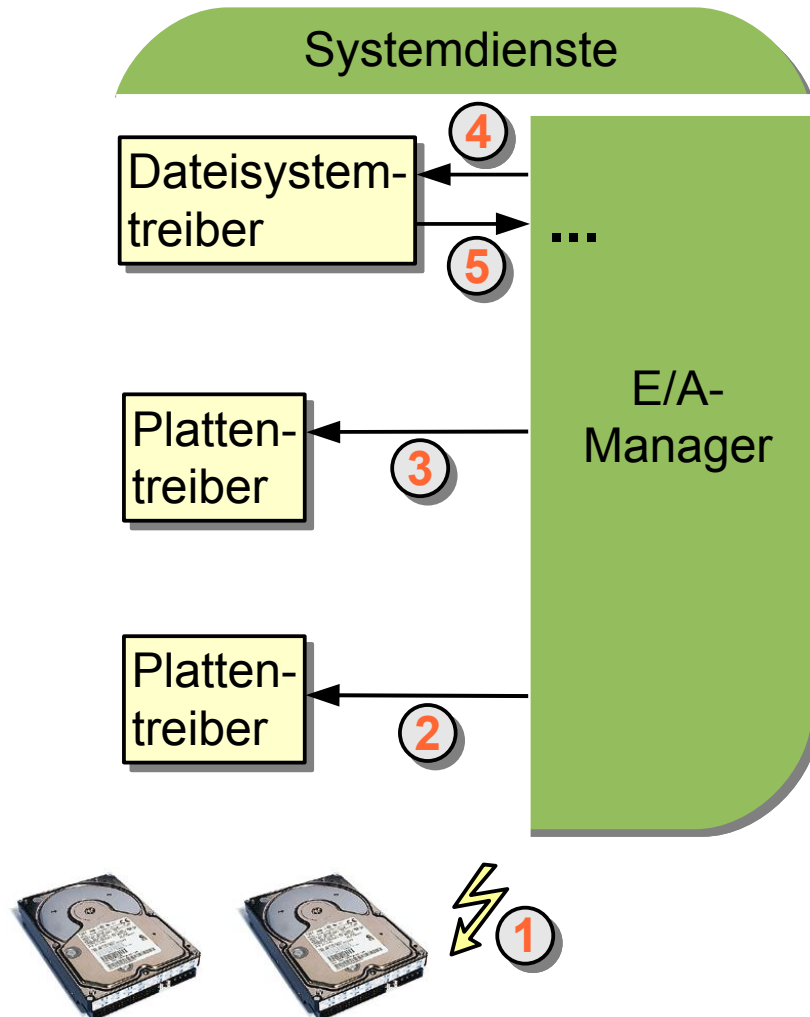 Systemdienste
4
Dateisystem-
treiber
5
...
E/A-
Manager
Platten-
treiber
3
Platten-
treiber
2
1